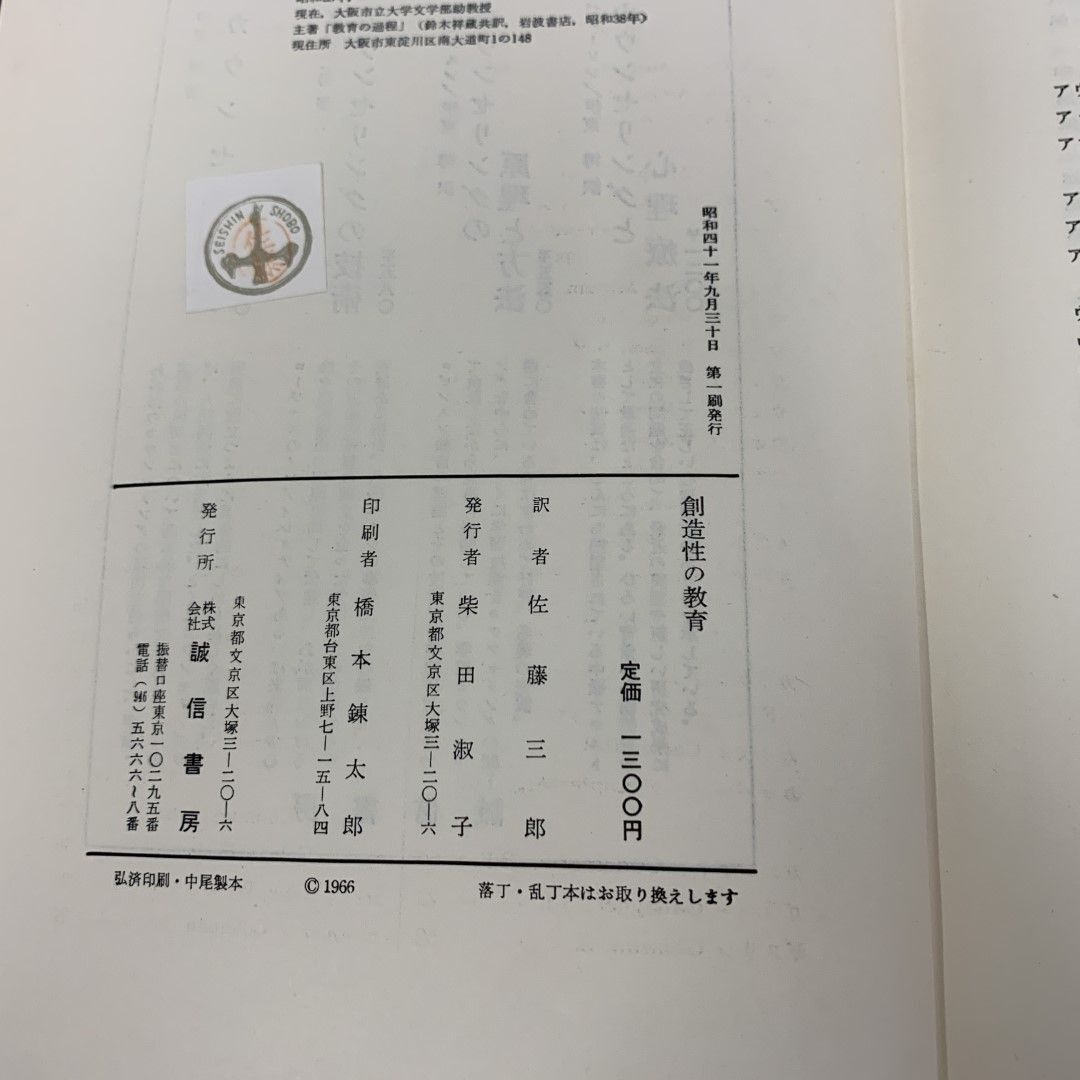 現在，大阪市立大学文学部助教授
主著「教育の過程」（鈴木祥蔵共訳，岩波書店，昭和38年）
現住所　大阪市東淀川区南大道町1の148
SEISHIN SHOBO
昭和四十一年九月三十日　第一刷発行
創造性の教育
定価　一三〇〇円
訳者　佐藤三郎
発行者　柴田淑子
東京都文京区大塚三―二〇―六
印刷者　橋本錬太郎
東京都台東区上野七―一五―八四
発行所　株式会社　誠信書房
東京都文京区大塚三―二〇―六
振替口座東京一〇二九五番
電話（946）五六六六～八番
弘済印刷・中尾製本
© 1966
落丁・乱丁本はお取り換えします